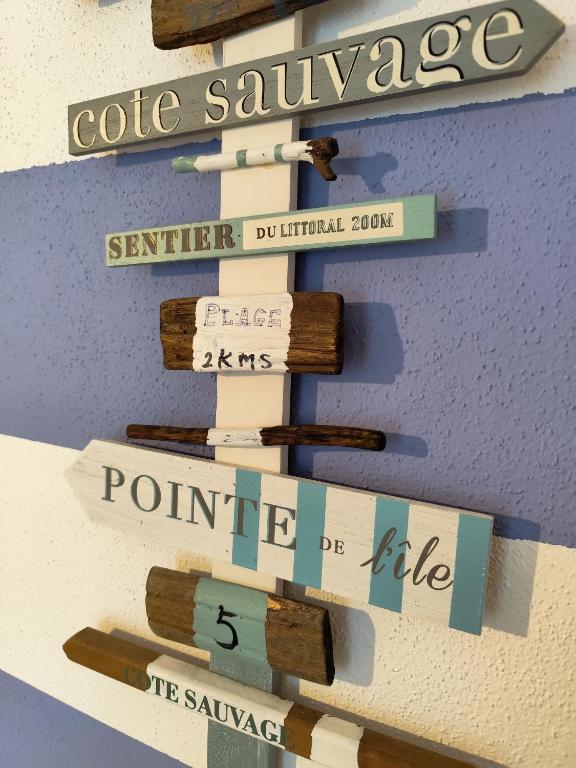 cote sauvage
SENTIER DU LITTORAL 200M
PLAGE
2KMS
POINTE DE l'île
5
COTE SAUVAGE